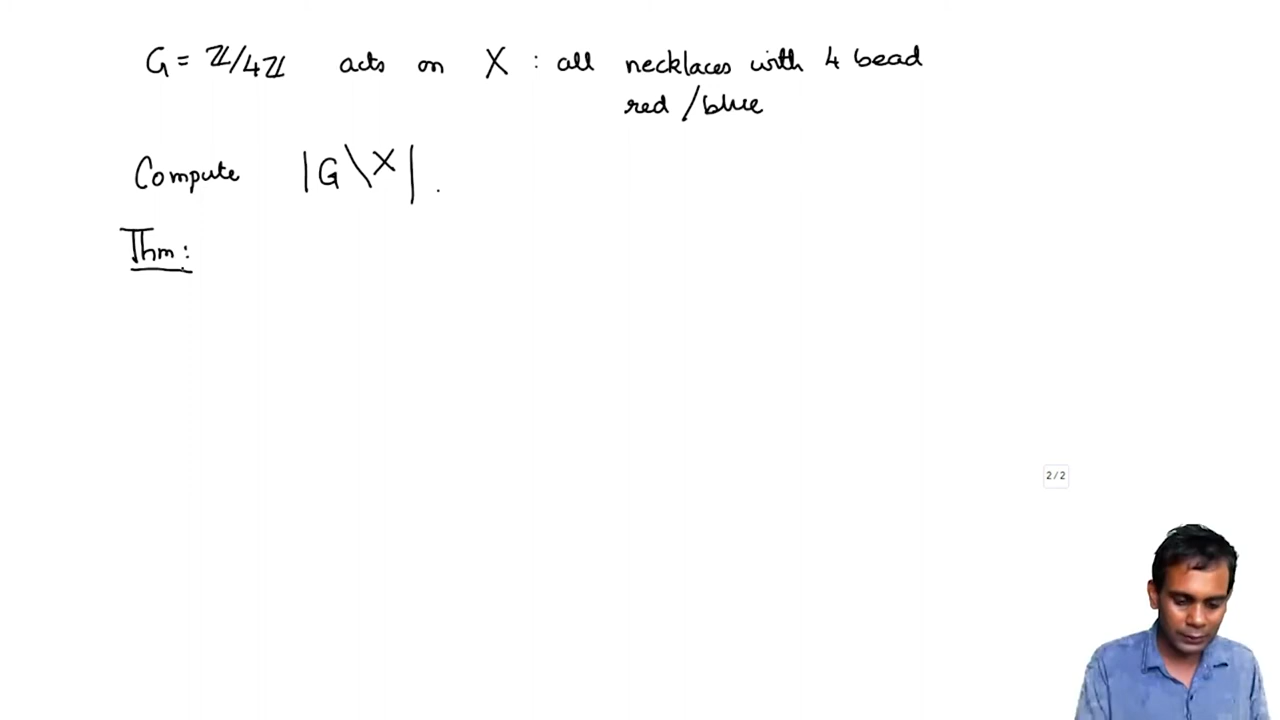 G = ℤ/4ℤ acts on X : all necklaces with 4 bead
red/blue
Compute |G\X| .
Thm:
2/2